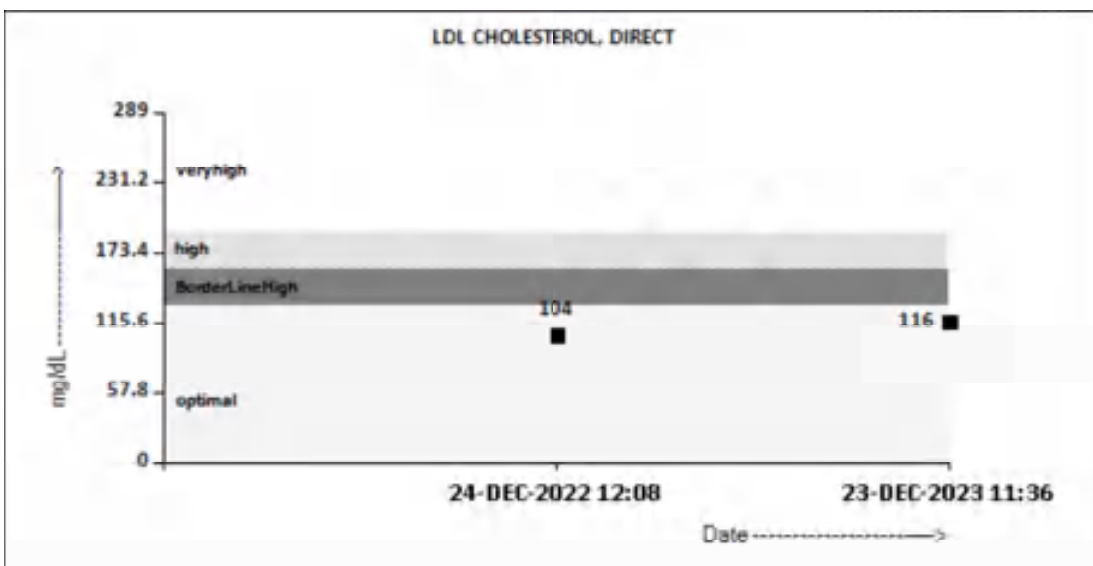 LDL CHOLESTEROL, DIRECT
289
veryhigh
231.2
173.4
high
BorderLineHigh
104
115.6
116
mg/dL ---------------------->
57.8
optimal
0
24-DEC-2022 12:08
23-DEC-2023 11:36
Date ---------------------->